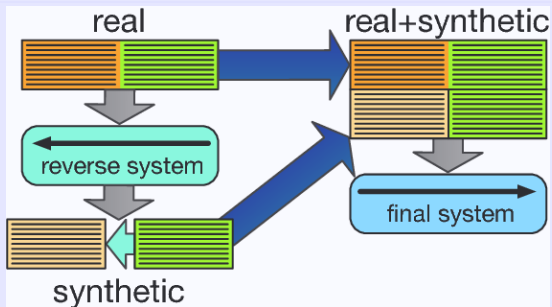 real
real+synthetic
reverse system
final system
synthetic